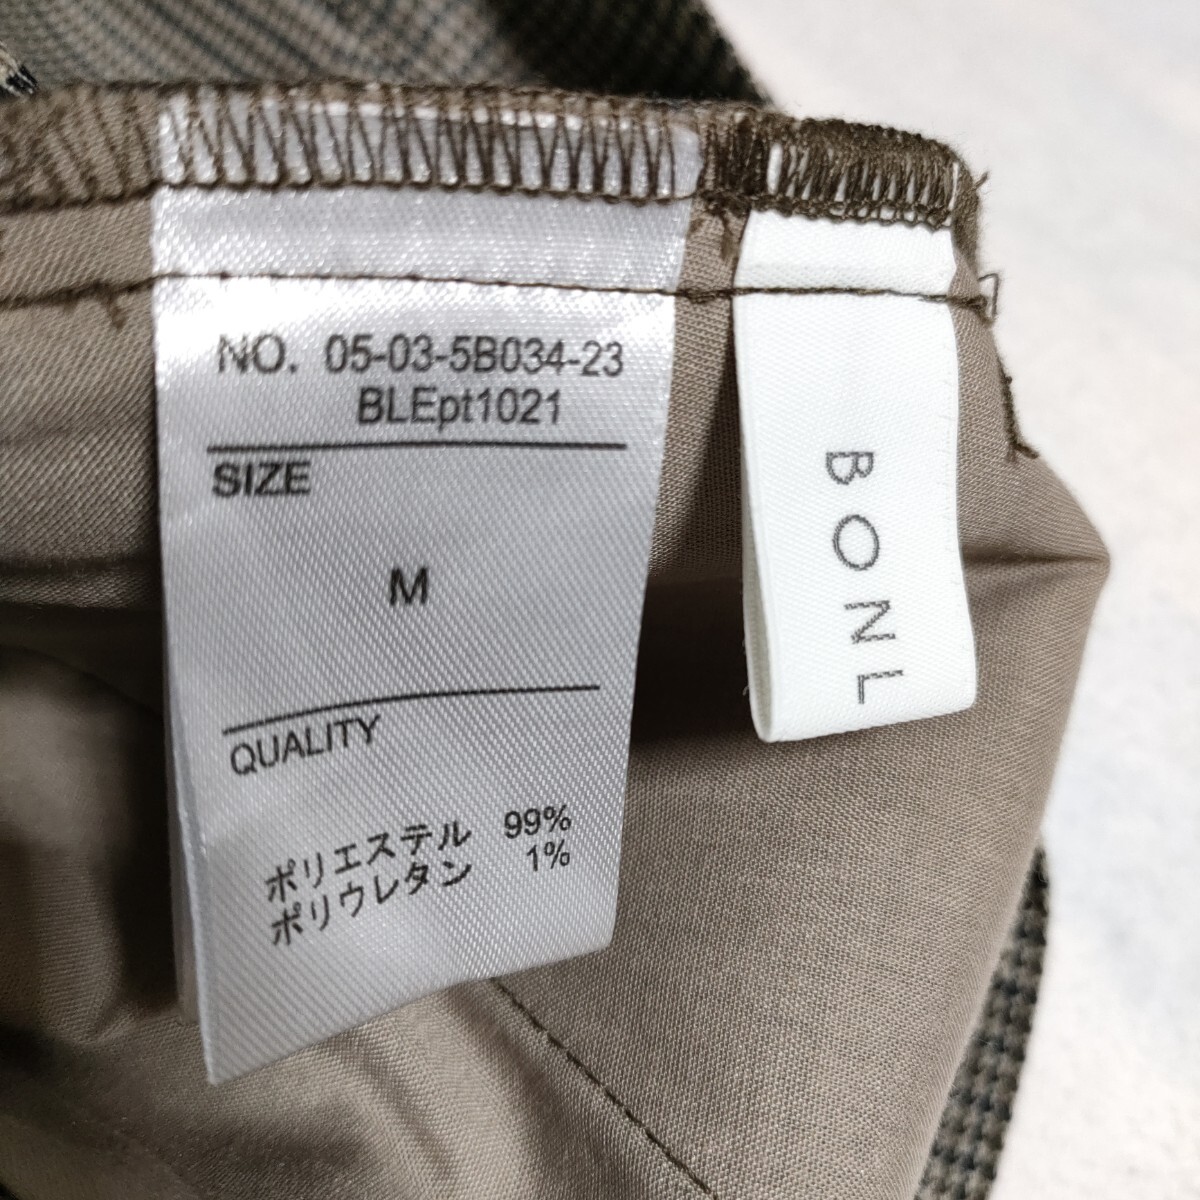 NO. 05-03-5B034-23
BLEpt1021
SIZE
M
QUALITY
ポリエステル 99%
ポリウレタン 1%
BONL